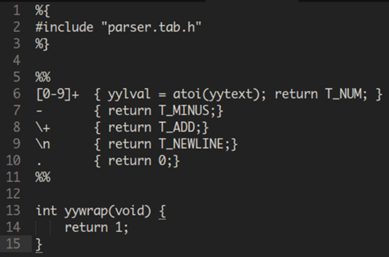 1 %{
2 #include "parser.tab.h"
3 %}
4
5 %%
6 [0-9]+  { yylval = atoi(yytext); return T_NUM; }
7 -       { return T_MINUS;}
8 \+      { return T_ADD;}
9 \n      { return T_NEWLINE;}
10 .       { return 0;}
11 %%
12
13 int yywrap(void) {
14     return 1;
15 }